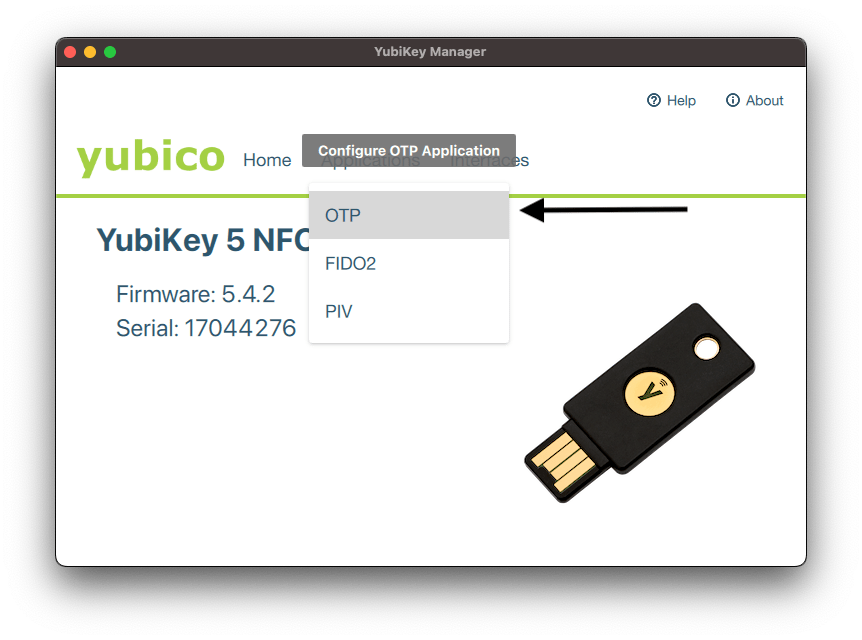 YubiKey Manager
Help
About
yubico
Home
Applications
Interfaces
Configure OTP Application
OTP
FIDO2
PIV
YubiKey 5 NFC
Firmware: 5.4.2
Serial: 17044276